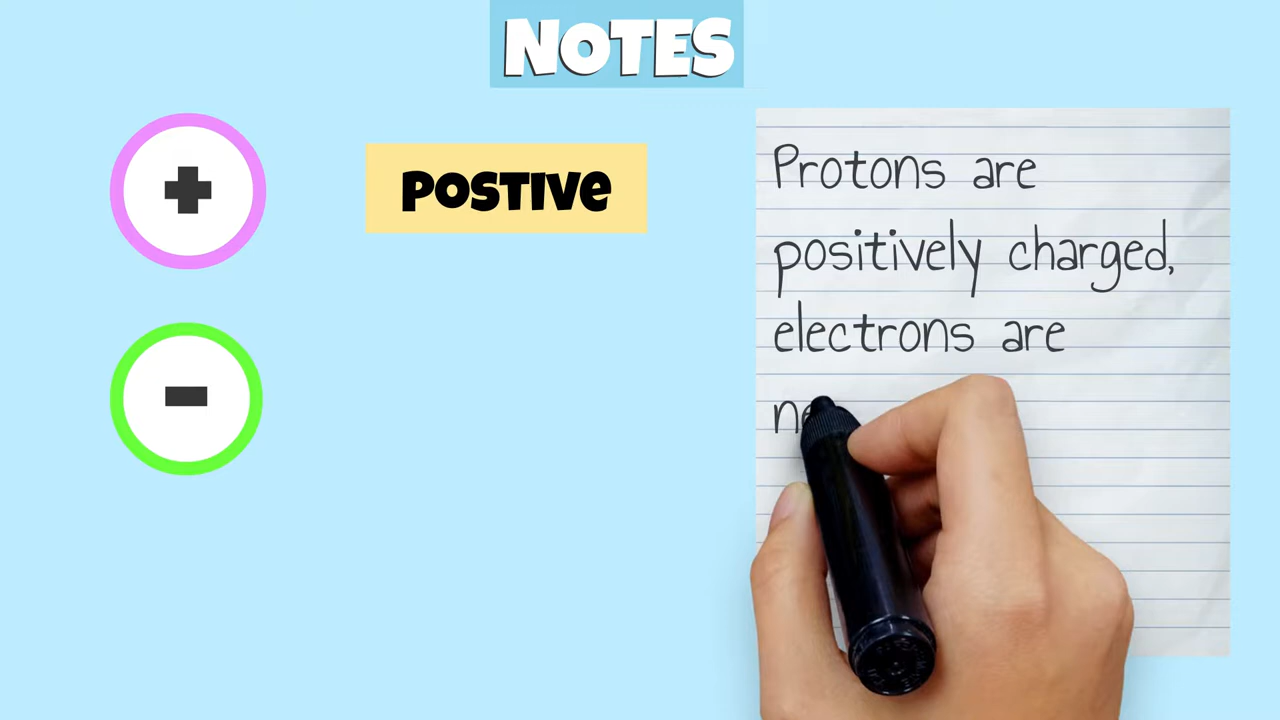 NOTES
+
POSTIVE
-
Protons are
positively charged,
electrons are